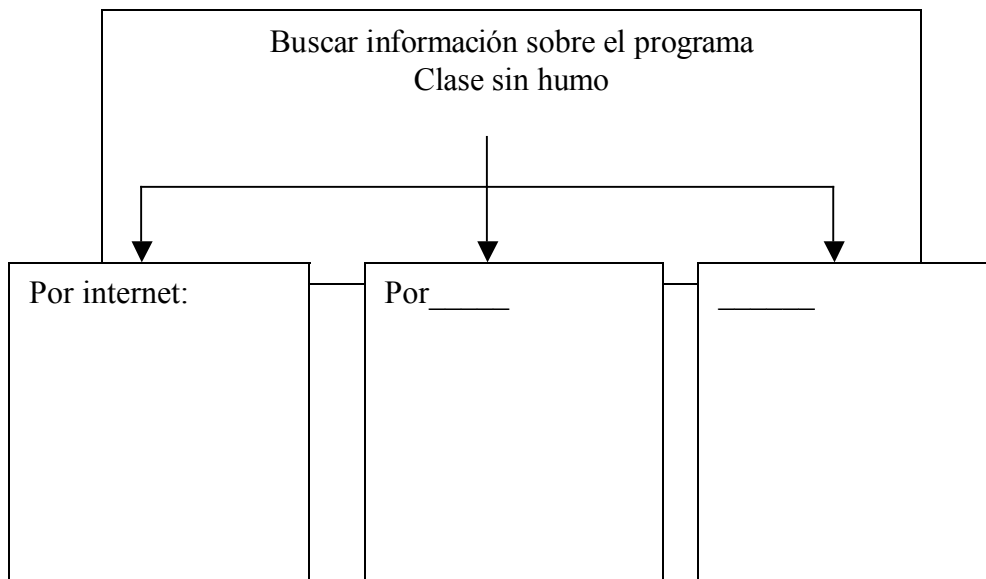 Buscar información sobre el programa
Clase sin humo
Por internet:
Por_____
______